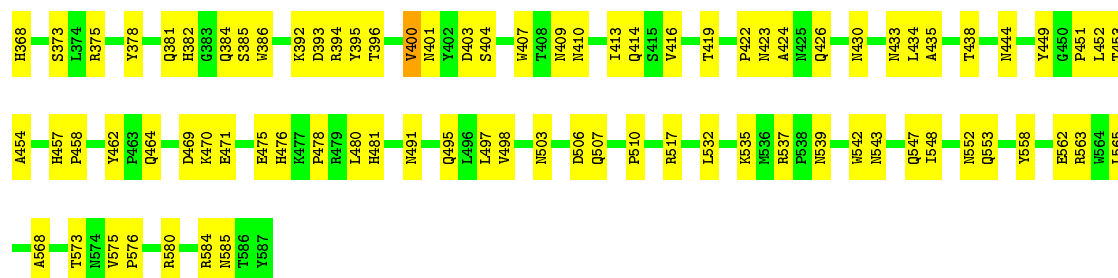 H368 S373 L374 R375 Y378 Q381 H382 G383 Q384 S385 W386 K392 D393 R394 Y395 T396 V400 N401 Y402 D403 S404 W407 T408 N409 N410 I413 Q414 S415 V416 T419 P422 N423 A424 N425 Q426 N430 N433 L434 A435 T438 N444 Y449 G450 P451 L452 T453
A454 H457 P458 Y462 P463 Q464 D469 K470 E471 E475 H476 K477 P478 R479 L480 H481 N491 Q495 L496 L497 V498 N503 D506 Q507 P510 R517 L532 K535 M536 R537 P538 N539 W542 N543 Q547 I548 N552 Q553 Y558 E562 R563 W564
A568 T573 N574 V575 P576 R580 R584 N585 T586 Y587